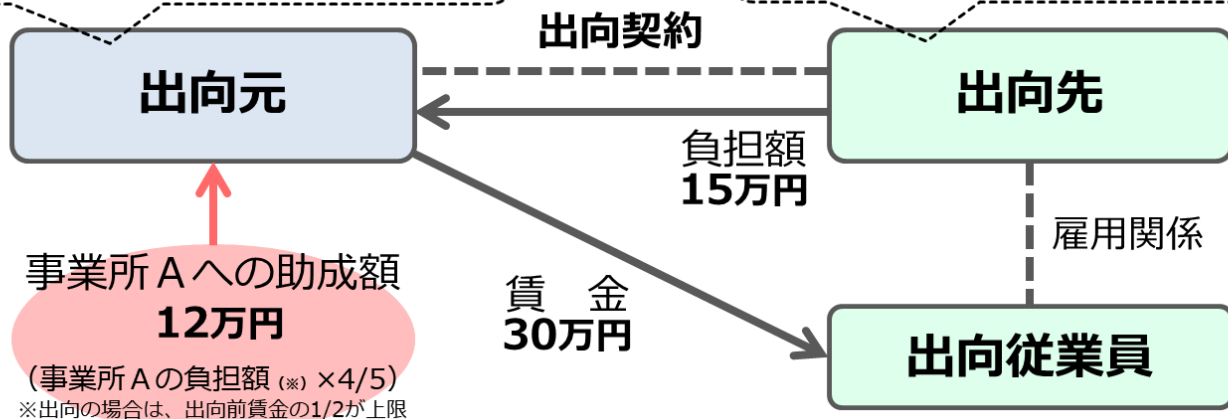 出向契約
出向元
出向先
負担額
15万円
雇用関係
事業所Aへの助成額
12万円
(事業所Aの負担額(※)×4/5)
※出向の場合は、出向前賃金の1/2が上限
賃 金
30万円
出向従業員